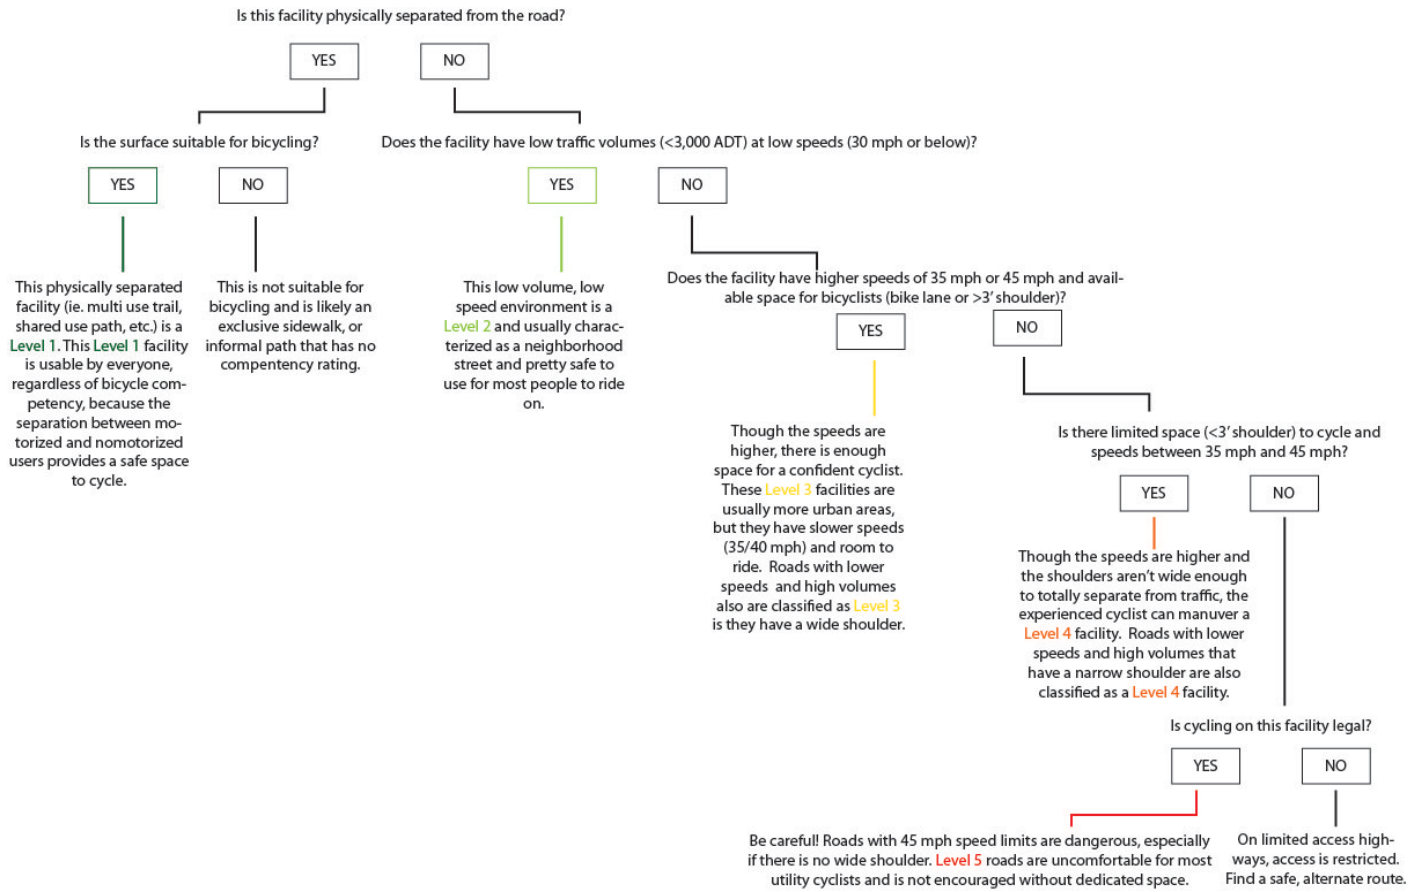 Is this facility physically separated from the road?
YES
NO
Is the surface suitable for bicycling?
YES
NO
This physically separated
facility (ie. multi use trail,
shared use path, etc.) is a
Level 1. This Level 1 facility
is usable by everyone,
regardless of bicycle com-
petency, because the
separation between mo-
torized and nomotorized
users provides a safe space
to cycle.
This is not suitable for
bicycling and is likely an
exclusive sidewalk, or
informal path that has no
compentency rating.
Does the facility have low traffic volumes (<3,000 ADT) at low speeds (30 mph or below)?
YES
NO
This low volume, low
speed environment is a
Level 2 and usually charac-
terized as a neighborhood
street and pretty safe to
use for most people to ride
on.
Does the facility have higher speeds of 35 mph or 45 mph and avail-
able space for bicyclists (bike lane or >3' shoulder)?
YES
NO
Though the speeds are
higher, there is enough
space for a confident cyclist.
These Level 3 facilities are
usually more urban areas,
but they have slower speeds
(35/40 mph) and room to
ride. Roads with lower
speeds and high volumes
also are classified as Level 3
is they have a wide shoulder.
Is there limited space (<3' shoulder) to cycle and
speeds between 35 mph and 45 mph?
YES
NO
Though the speeds are higher and
the shoulders aren't wide enough
to totally separate from traffic, the
experienced cyclist can manuver a
Level 4 facility. Roads with lower
speeds and high volumes that
have a narrow shoulder are also
classified as a Level 4 facility.
Is cycling on this facility legal?
YES
NO
Be careful! Roads with 45 mph speed limits are dangerous, especially
if there is no wide shoulder. Level 5 roads are uncomfortable for most
utility cyclists and is not encouraged without dedicated space.
On limited access high-
ways, access is restricted.
Find a safe, alternate route.